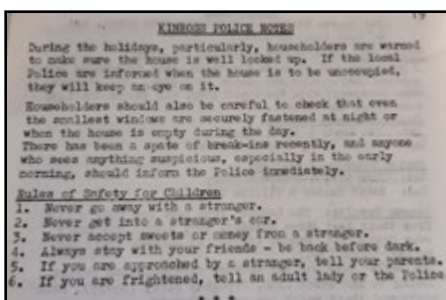 19
KINROSS POLICE NOTES
During the holidays, particularly, householders are warned
to make sure the house is well locked up. If the local
Police are informed when the house is to be unoccupied,
they will keep an eye on it.
Householders should also be careful to check that even
the smallest windows are securely fastened at night or
when the house is empty during the day.
There has been a spate of break-ins recently, and anyone
who sees anything suspicious, especially in the early
morning, should inform the Police immediately.
Rules of Safety for Children
1. Never go away with a stranger.
2. Never get into a stranger's car.
3. Never accept sweets or money from a stranger.
4. Always stay with your friends - be back before dark.
5. If you are approached by a stranger, tell your parents.
6. If you are frightened, tell an adult lady or the Police
* * *